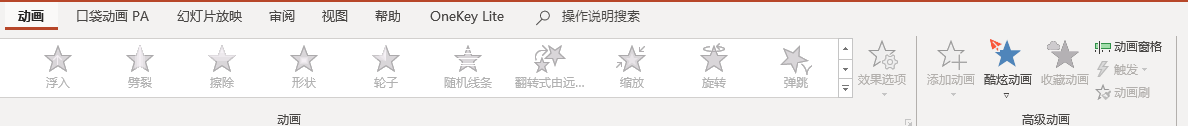 动画 口袋动画 PA 幻灯片放映 审阅 视图 帮助 OneKey Lite 操作说明搜索
浮入 劈裂 擦除 形状 轮子 随机线条 翻转式由远... 缩放 旋转 弹跳 效果选项 添加动画 酷炫动画 收藏动画
动画窗格
触发
动画刷
动画 高级动画